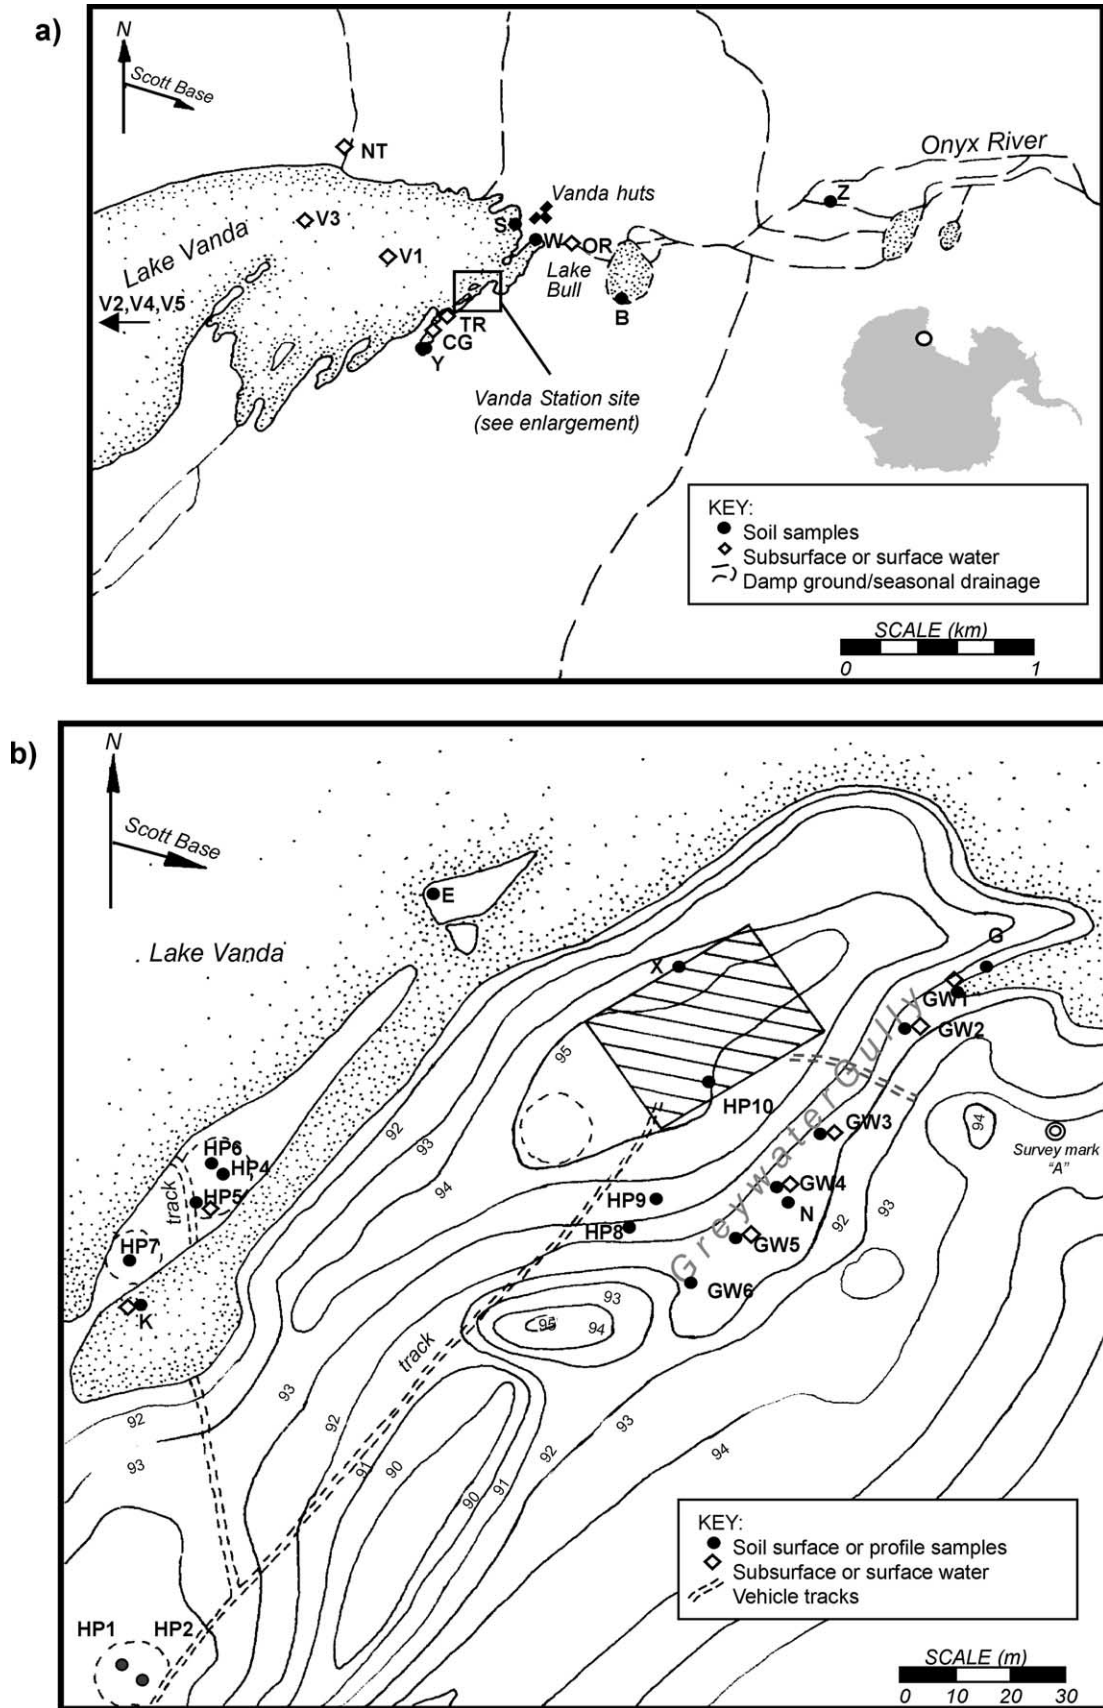 a)
N
Scott Base
NT
Onyx River
Z
Vanda huts
V3
S
W
OR
Lake Vanda
V1
Lake
Bull
V2,V4,V5
B
TR
CG
Y
Vanda Station site
(see enlargement)
KEY:
Soil samples
Subsurface or surface water
Damp ground/seasonal drainage
SCALE (km)
0 1
b)
N
Scott Base
E
Lake Vanda
G
X
GW1
GW2
95
HP10
GW3
94
Survey mark
"A"
92
93
94
HP6
HP4
track
HP5
HP9
GW4
N
92
93
HP8
HP7
GW5
Greywater Gully
GW6
K
93
95
94
track
92
93
93
92
91
90
90
91
92
93
94
KEY:
Soil surface or profile samples
Subsurface or surface water
Vehicle tracks
HP1 HP2
SCALE (m)
0 10 20 30